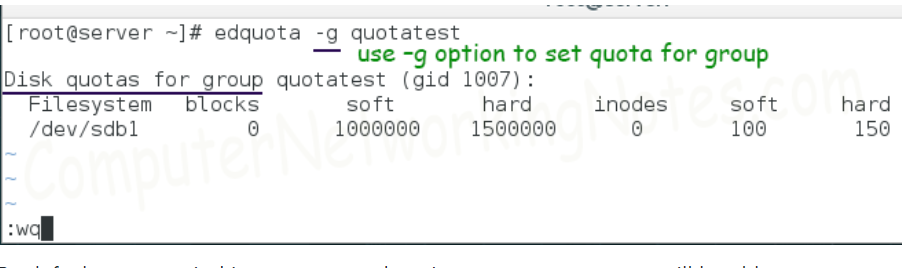 [root@server ~]# edquota -g quotatest
use -g option to set quota for group
Disk quotas for group quotatest (gid 1007):
Filesystem blocks soft hard inodes soft hard
/dev/sdb1 0 1000000 1500000 0 100 150
~
~
~
:wq
ComputerNetworkingNotes.com